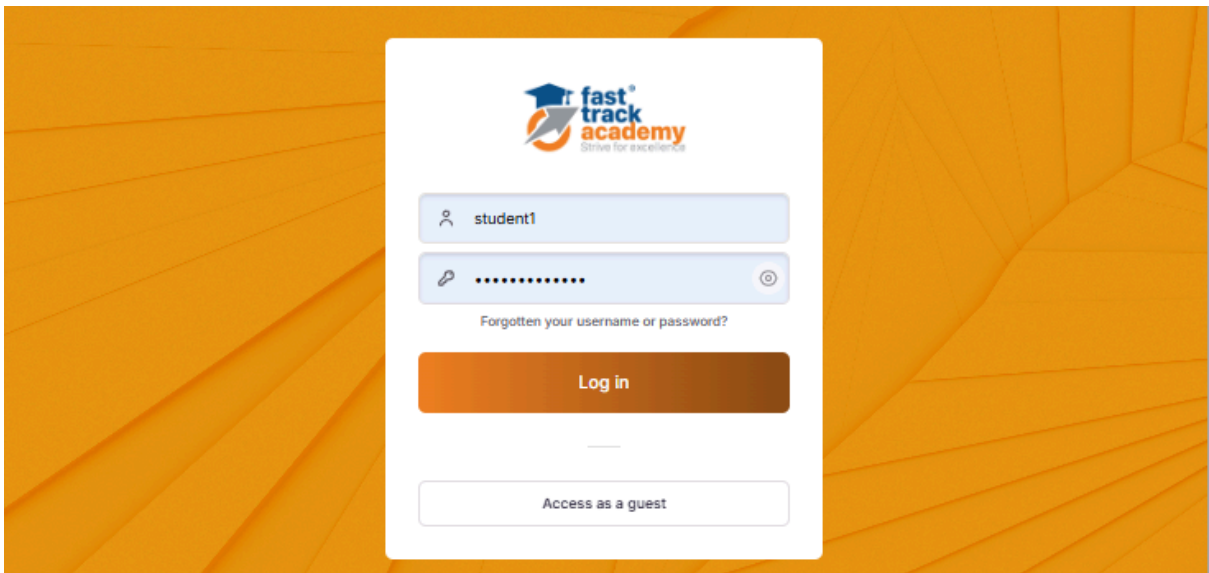 fast®
track
academy
Strive for excellence
student1
•••••••••••••
Forgotten your username or password?
Log in
Access as a guest